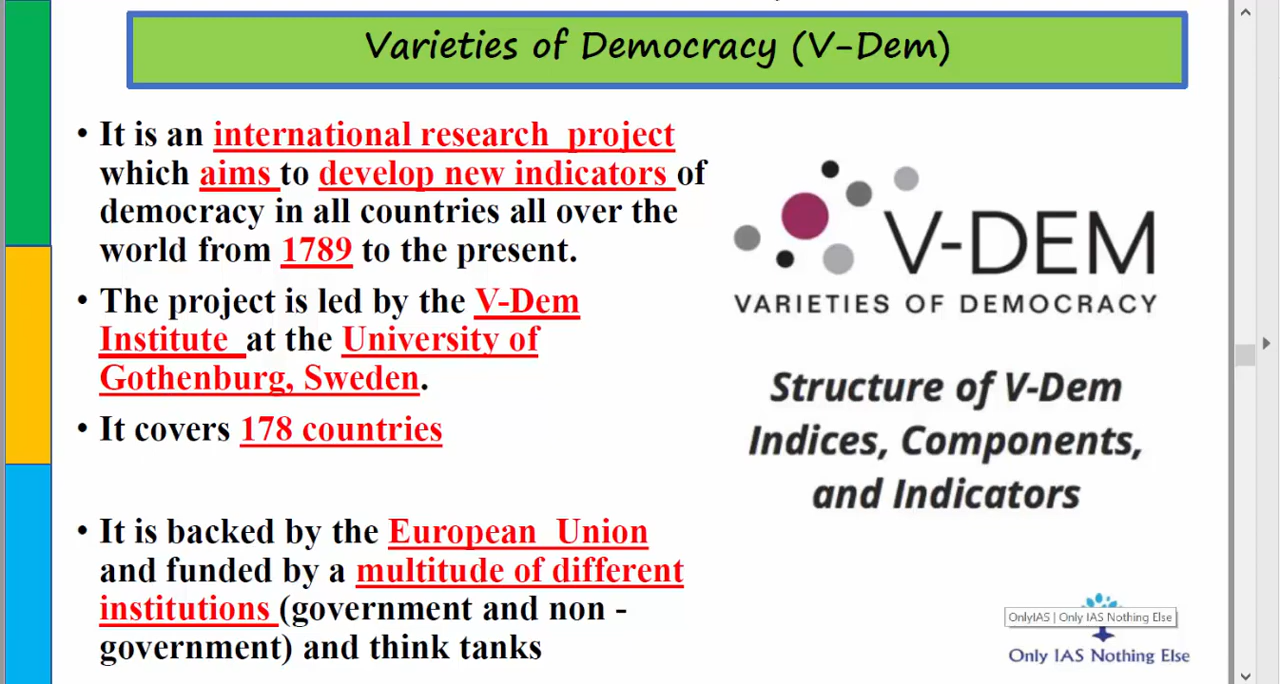 Varieties of Democracy (V-Dem)
• It is an international research project
which aims to develop new indicators of
democracy in all countries all over the
world from 1789 to the present.
• The project is led by the V-Dem
Institute at the University of
Gothenburg, Sweden.
• It covers 178 countries
• It is backed by the European Union
and funded by a multitude of different
institutions (government and non -
government) and think tanks
V-DEM
VARIETIES OF DEMOCRACY
Structure of V-Dem
Indices, Components,
and Indicators
OnlyIAS | Only IAS Nothing Else
Only IAS Nothing Else